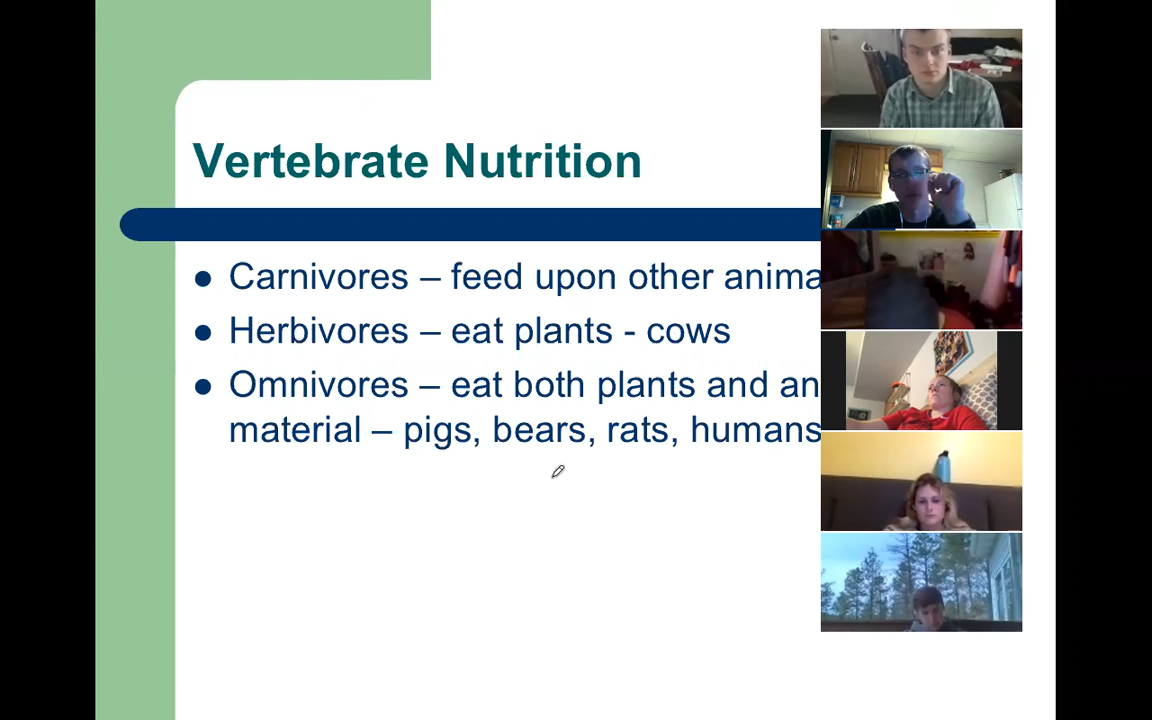 Vertebrate Nutrition
Carnivores – feed upon other anima
Herbivores – eat plants - cows
Omnivores – eat both plants and an
material – pigs, bears, rats, humans